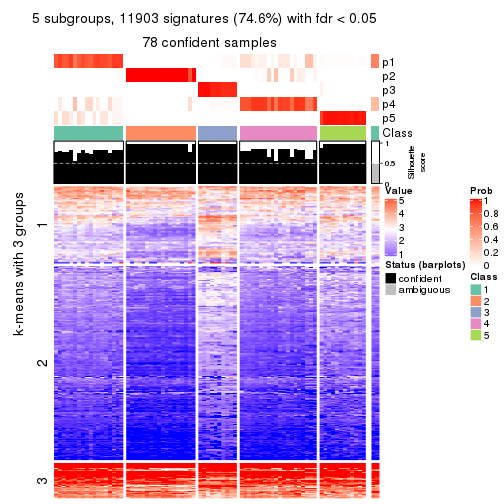 5 subgroups, 11903 signatures (74.6%) with fdr < 0.05
78 confident samples
p1
p2
p3
p4
p5
Class
1
0.5
0
Silhouette
score
k-means with 3 groups
1
2
3
Value
5
4
3
2
1
Status (barplots)
confident
ambiguous
Prob
1
0.8
0.6
0.4
0.2
0
Class
1
2
3
4
5